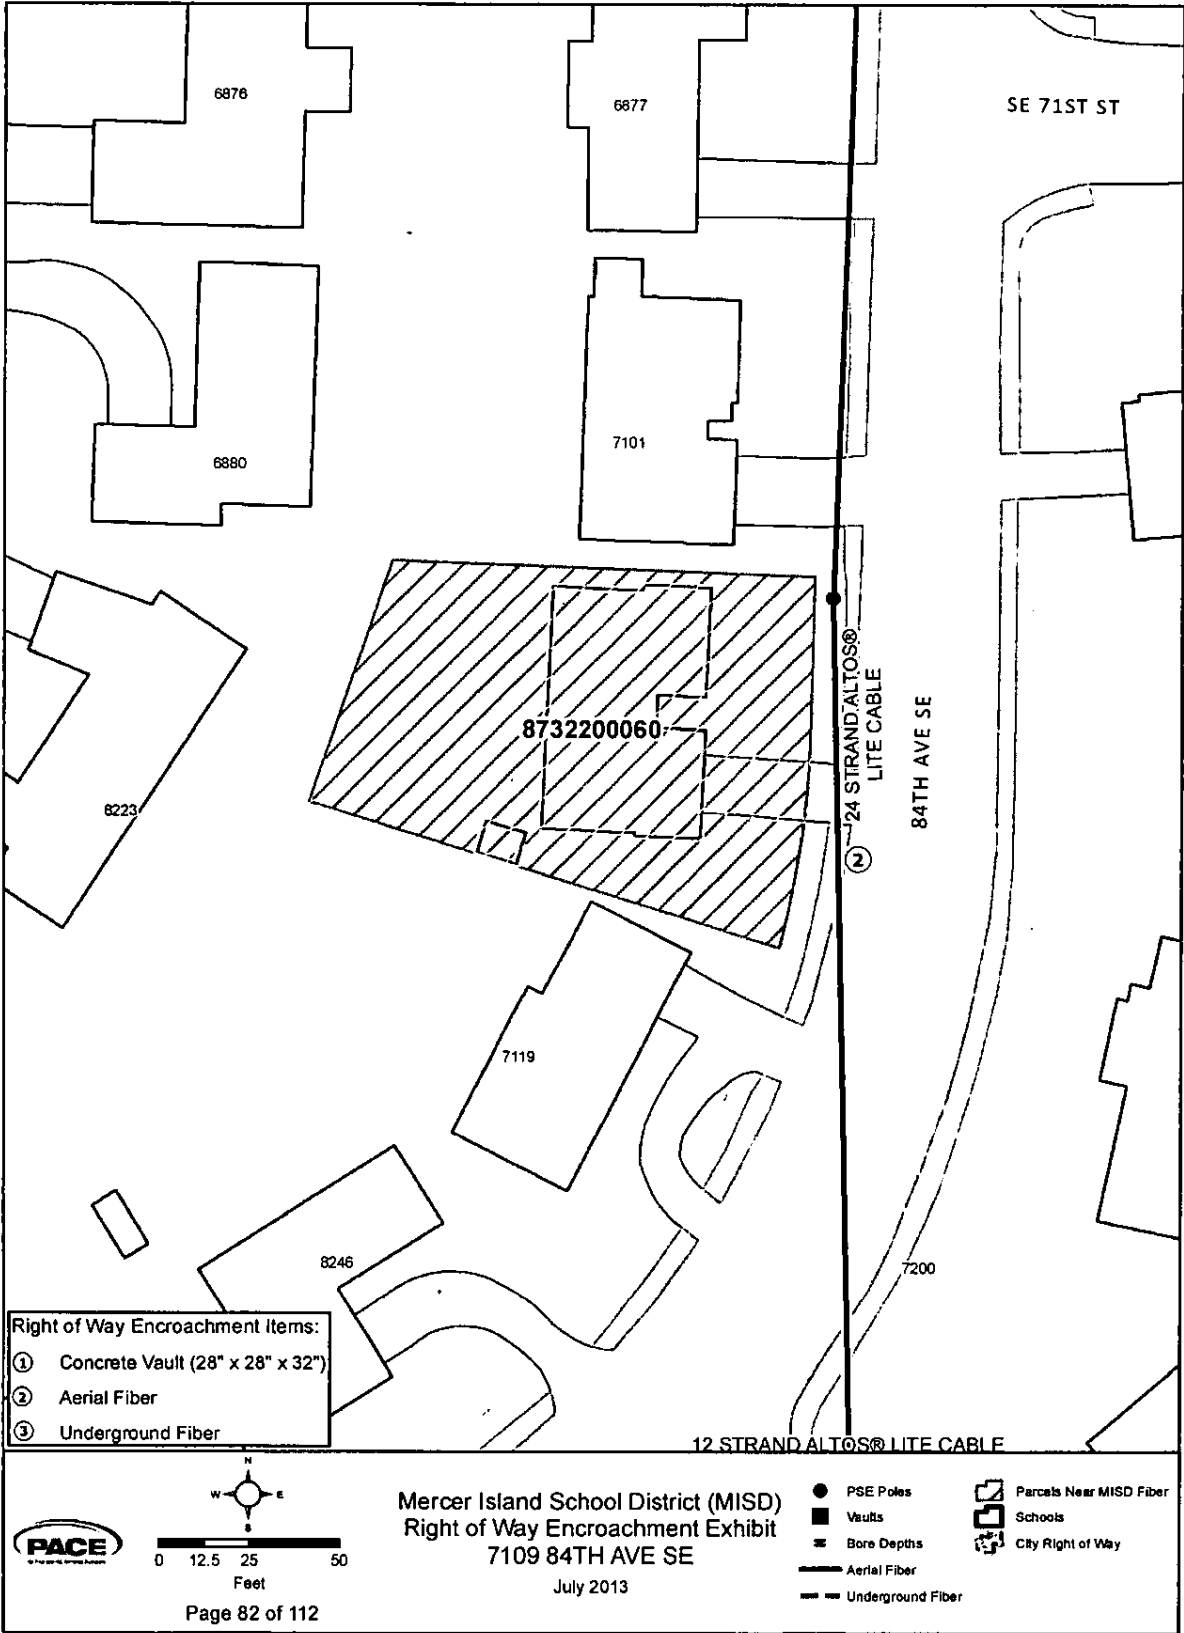 6876
6877
SE 71ST ST
7101
6880
24 STRAND ALTOS®
LITE CABLE
84TH AVE SE
8732200060
8223
2
7119
8246
7200
Right of Way Encroachment Items:
1 Concrete Vault (28" x 28" x 32")
2 Aerial Fiber
3 Underground Fiber
12 STRAND ALTOS® LITE CABLE
N
W E
S
PACE
0 12.5 25 50
Feet
Page 82 of 112
Mercer Island School District (MISD)
Right of Way Encroachment Exhibit
7109 84TH AVE SE
July 2013
PSE Poles
Vaults
Bore Depths
Aerial Fiber
Underground Fiber
Parcels Near MISD Fiber
Schools
City Right of Way